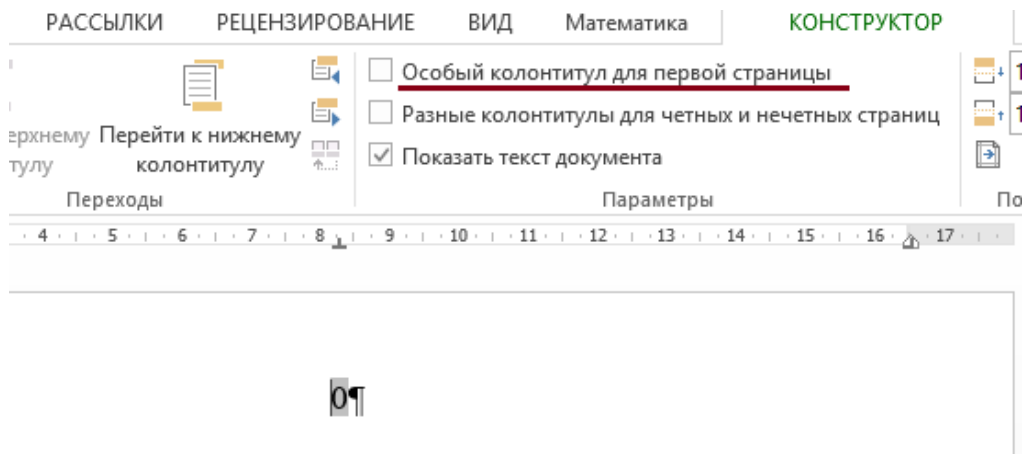 РАССЫЛКИ РЕЦЕНЗИРОВАНИЕ ВИД Математика КОНСТРУКТОР
Особый колонтитул для первой страницы
Перейти к нижнему колонтитулу
Разные колонтитулы для четных и нечетных страниц
Показать текст документа
Переходы Параметры
4 5 6 7 8 9 10 11 12 13 14 15 16 17
0¶